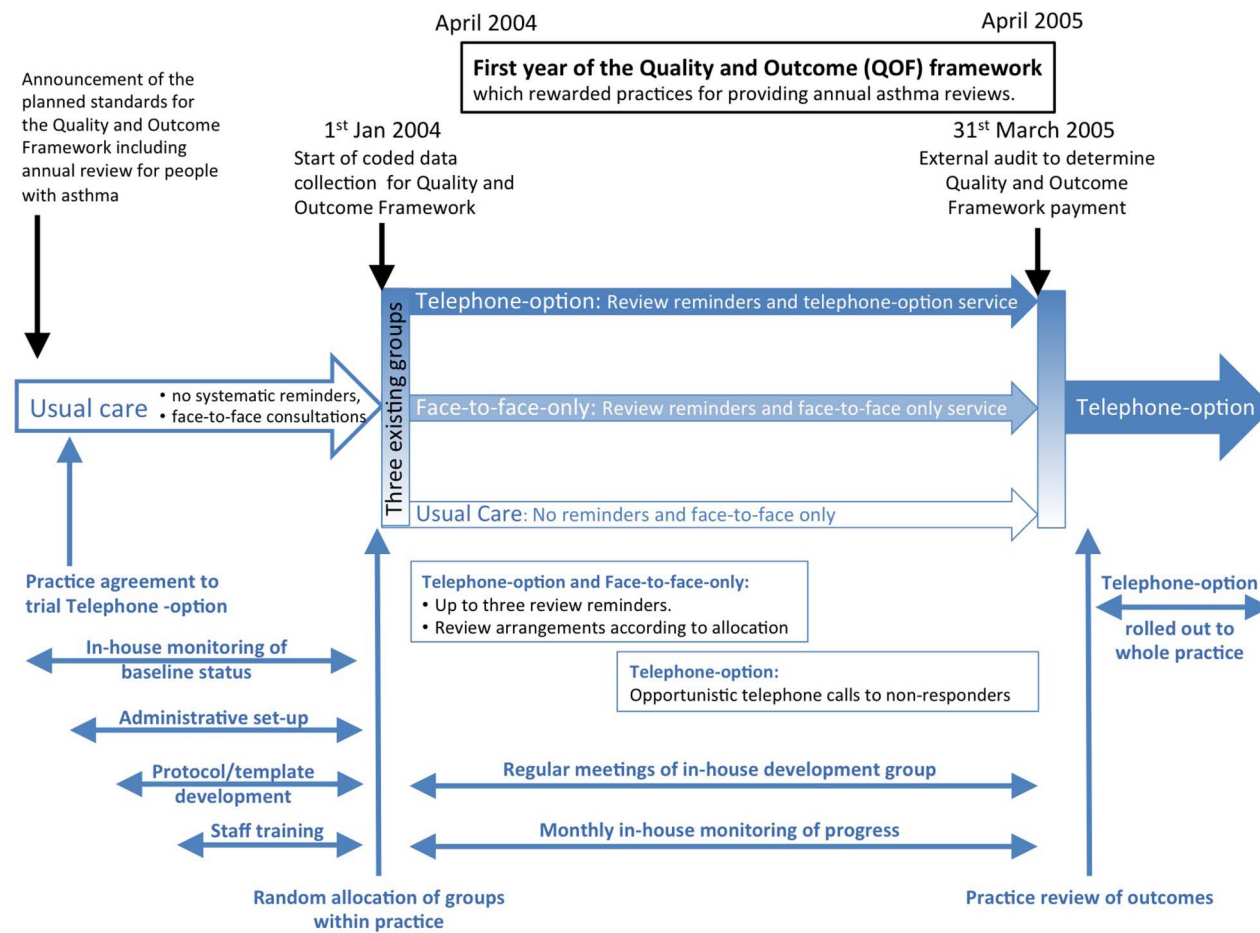 April 2004
April 2005
First year of the Quality and Outcome (QOF) framework
which rewarded practices for providing annual asthma reviews.
Announcement of the
planned standards for
the Quality and Outcome
Framework including
annual review for people
with asthma
1st Jan 2004
Start of coded data
collection for Quality and
Outcome Framework
31st March 2005
External audit to determine
Quality and Outcome
Framework payment
Usual care
• no systematic reminders,
• face-to-face consultations
Three existing groups
Telephone-option: Review reminders and telephone-option service
Face-to-face-only: Review reminders and face-to-face only service
Usual Care: No reminders and face-to-face only
Telephone-option
Practice agreement to
trial Telephone -option
In-house monitoring of
baseline status
Administrative set-up
Protocol/template
development
Staff training
Random allocation of groups
within practice
Telephone-option and Face-to-face-only:
• Up to three review reminders.
• Review arrangements according to allocation
Telephone-option:
Opportunistic telephone calls to non-responders
Regular meetings of in-house development group
Monthly in-house monitoring of progress
Telephone-option
rolled out to
whole practice
Practice review of outcomes